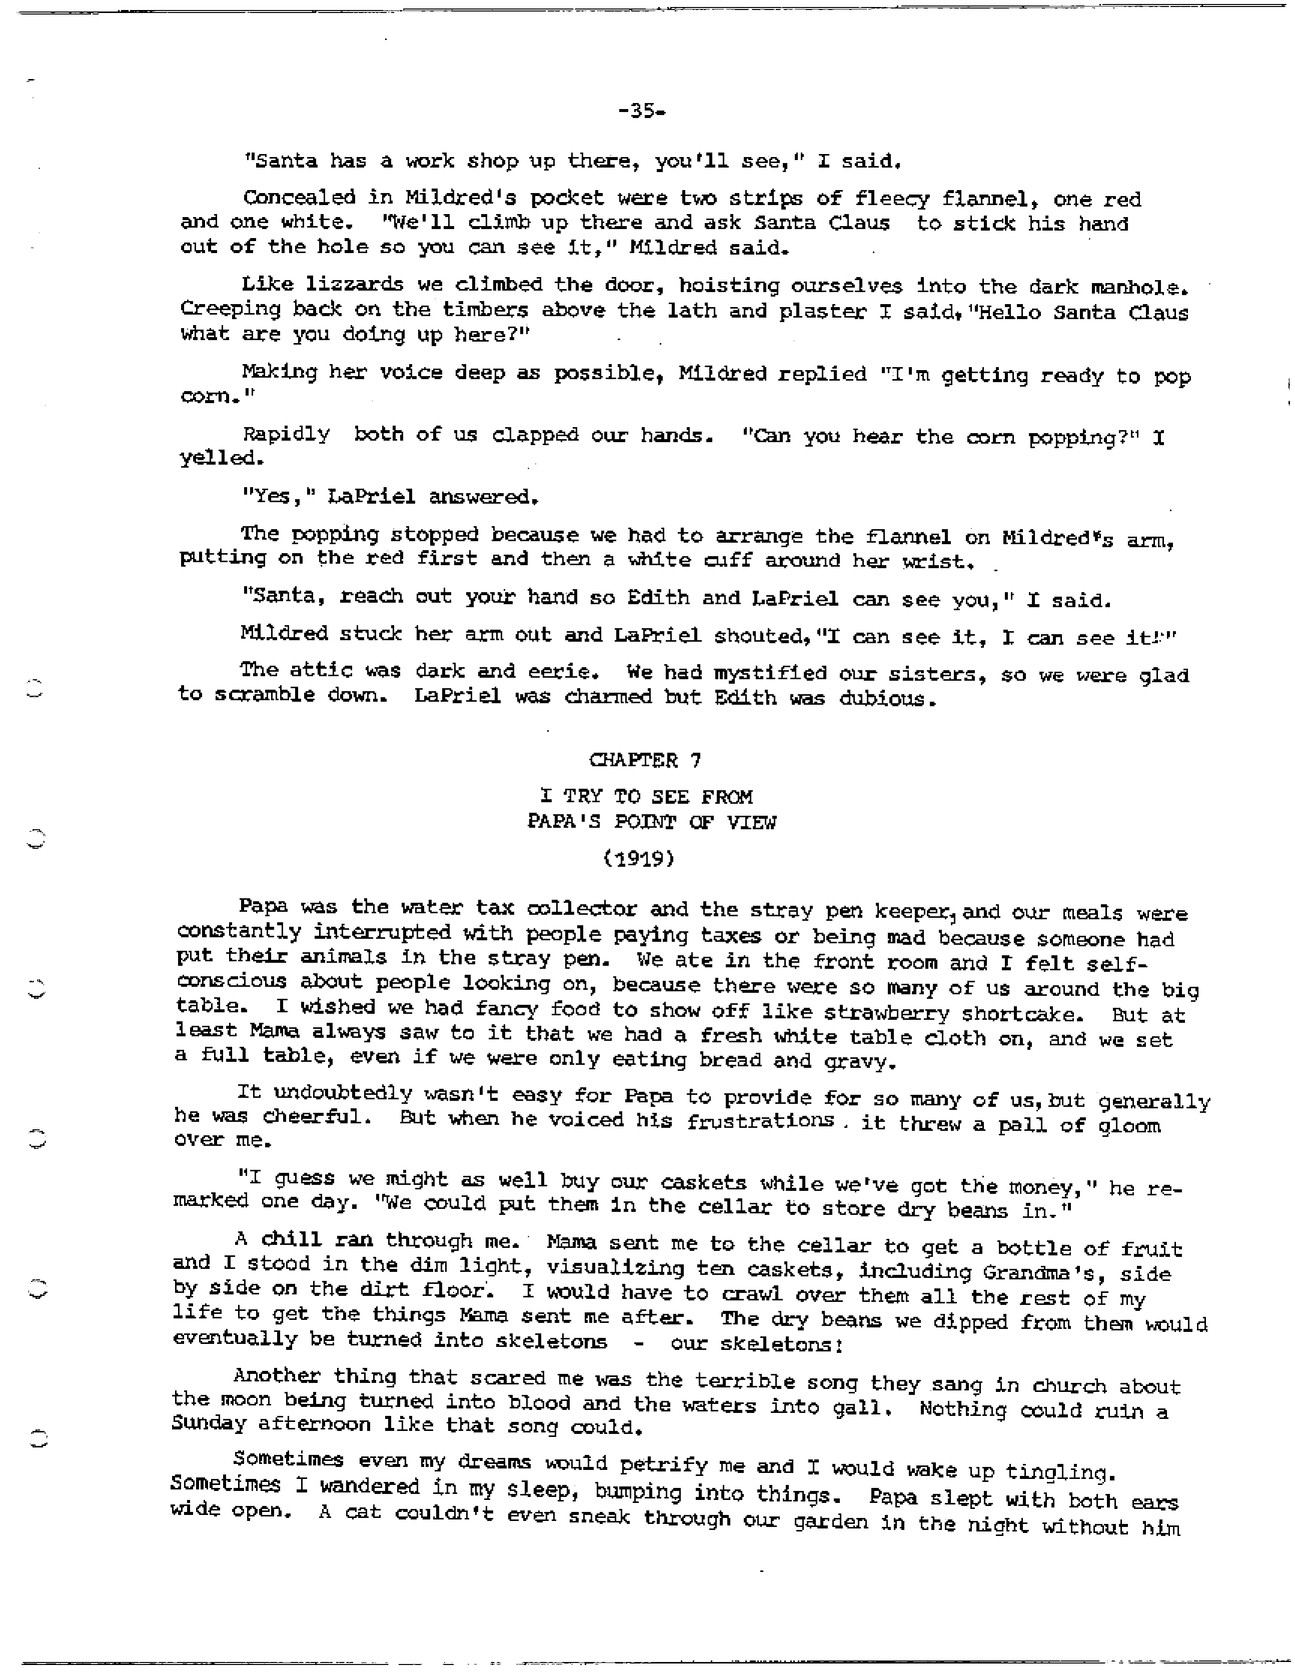 -35-
"Santa has a work shop up there, you'll see," I said.
Concealed in Mildred's pocket were two strips of fleecy flannel, one red
and one white. "We'll climb up there and ask Santa Claus to stick his hand
out of the hole so you can see it," Mildred said.
Like lizzards we climbed the door, hoisting ourselves into the dark manhole.
Creeping back on the timbers above the lath and plaster I said, "Hello Santa Claus
what are you doing up here?"
Making her voice deep as possible, Mildred replied "I'm getting ready to pop
corn."
Rapidly both of us clapped our hands. "Can you hear the corn popping?" I
yelled.
"Yes," LaPriel answered.
The popping stopped because we had to arrange the flannel on Mildred's arm,
putting on the red first and then a white cuff around her wrist.
"Santa, reach out your hand so Edith and LaPriel can see you," I said.
Mildred stuck her arm out and LaPriel shouted, "I can see it, I can see it!"
The attic was dark and eerie. We had mystified our sisters, so we were glad
to scramble down. LaPriel was charmed but Edith was dubious.
CHAPTER 7
I TRY TO SEE FROM
PAPA'S POINT OF VIEW
(1919)
Papa was the water tax collector and the stray pen keeper, and our meals were
constantly interrupted with people paying taxes or being mad because someone had
put their animals in the stray pen. We ate in the front room and I felt self-
conscious about people looking on, because there were so many of us around the big
table. I wished we had fancy food to show off like strawberry shortcake. But at
least Mama always saw to it that we had a fresh white table cloth on, and we set
a full table, even if we were only eating bread and gravy.
It undoubtedly wasn't easy for Papa to provide for so many of us, but generally
he was cheerful. But when he voiced his frustrations . it threw a pall of gloom
over me.
"I guess we might as well buy our caskets while we've got the money," he re-
marked one day. "We could put them in the cellar to store dry beans in."
A chill ran through me. Mama sent me to the cellar to get a bottle of fruit
and I stood in the dim light, visualizing ten caskets, including Grandma's, side
by side on the dirt floor. I would have to crawl over them all the rest of my
life to get the things Mama sent me after. The dry beans we dipped from them would
eventually be turned into skeletons - our skeletons!
Another thing that scared me was the terrible song they sang in church about
the moon being turned into blood and the waters into gall. Nothing could ruin a
Sunday afternoon like that song could.
Sometimes even my dreams would petrify me and I would wake up tingling.
Sometimes I wandered in my sleep, bumping into things. Papa slept with both ears
wide open. A cat couldn't even sneak through our garden in the night without him